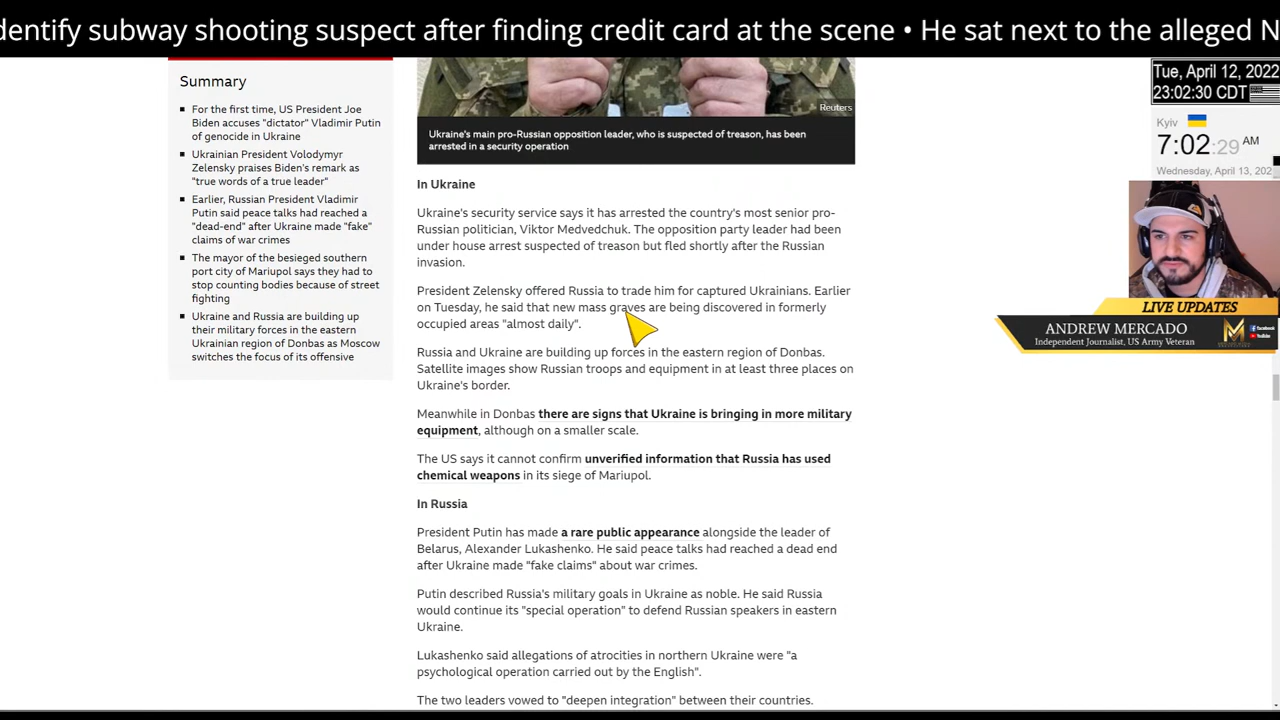 dentify subway shooting suspect after finding credit card at the scene • He sat next to the alleged N
Summary
▪ For the first time, US President Joe
Biden accuses "dictator" Vladimir Putin
of genocide in Ukraine
▪ Ukrainian President Volodymyr
Zelensky praises Biden's remark as
"true words of a true leader"
▪ Earlier, Russian President Vladimir
Putin said peace talks had reached a
"dead-end" after Ukraine made "fake"
claims of war crimes
▪ The mayor of the besieged southern
port city of Mariupol says they had to
stop counting bodies because of street
fighting
▪ Ukraine and Russia are building up
their military forces in the eastern
Ukrainian region of Donbas as Moscow
switches the focus of its offensive
Reuters
Ukraine's main pro-Russian opposition leader, who is suspected of treason, has been
arrested in a security operation
In Ukraine
Ukraine's security service says it has arrested the country's most senior pro-
Russian politician, Viktor Medvedchuk. The opposition party leader had been
under house arrest suspected of treason but fled shortly after the Russian
invasion.
President Zelensky offered Russia to trade him for captured Ukrainians. Earlier
on Tuesday, he said that new mass graves are being discovered in formerly
occupied areas "almost daily".
Russia and Ukraine are building up forces in the eastern region of Donbas.
Satellite images show Russian troops and equipment in at least three places on
Ukraine's border.
Meanwhile in Donbas there are signs that Ukraine is bringing in more military
equipment, although on a smaller scale.
The US says it cannot confirm unverified information that Russia has used
chemical weapons in its siege of Mariupol.
In Russia
President Putin has made a rare public appearance alongside the leader of
Belarus, Alexander Lukashenko. He said peace talks had reached a dead end
after Ukraine made "fake claims" about war crimes.
Putin described Russia's military goals in Ukraine as noble. He said Russia
would continue its "special operation" to defend Russian speakers in eastern
Ukraine.
Lukashenko said allegations of atrocities in northern Ukraine were "a
psychological operation carried out by the English".
The two leaders vowed to "deepen integration" between their countries.
Tue, April 12, 2022
23:02:30 CDT
Kyiv
7:02:29 AM
Wednesday, April 13, 202
LIVE UPDATES
ANDREW MERCADO
Independent Journalist, US Army Veteran